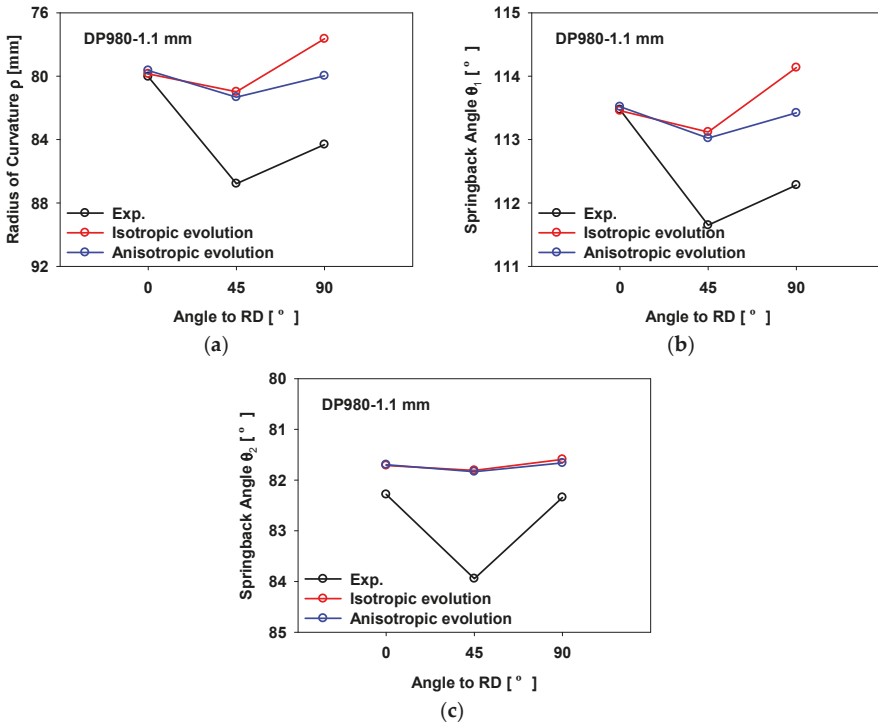 (a)
76
80
84
88
92
Radius of Curvature ρ [mm]
DP980-1.1 mm
Exp.
Isotropic evolution
Anisotropic evolution
0 45 90
Angle to RD [ ° ]
(b)
115
114
113
112
111
Springback Angle θ1 [ ° ]
DP980-1.1 mm
Exp.
Isotropic evolution
Anisotropic evolution
0 45 90
Angle to RD [ ° ]
80
81
82
83
84
85
Springback Angle θ2 [ ° ]
DP980-1.1 mm
Exp.
Isotropic evolution
Anisotropic evolution
0 45 90
Angle to RD [ ° ]
(c)